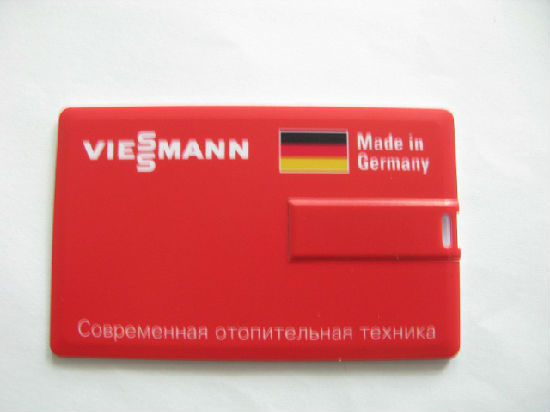 VIESSMANN
Made in
Germany
Современная отопительная техника